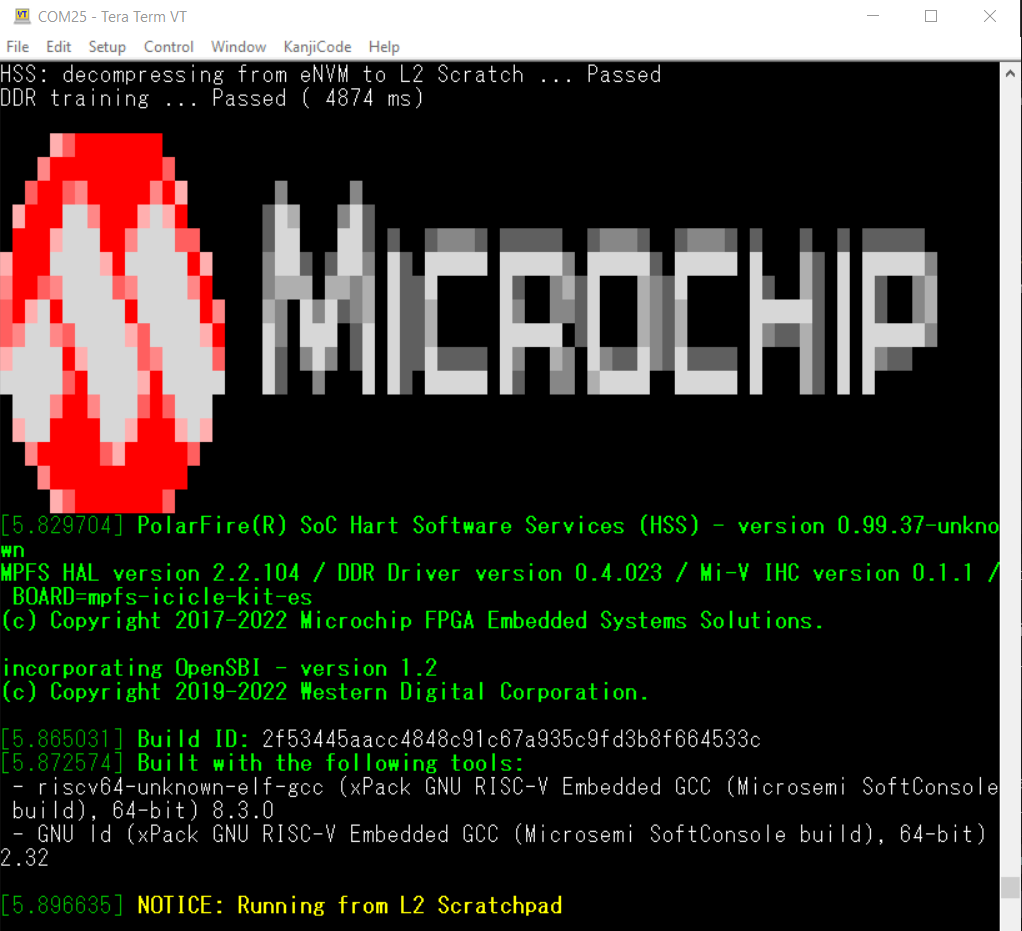 COM25 - Tera Term VT
File Edit Setup Control Window KanjiCode Help
HSS: decompressing from eNVM to L2 Scratch ... Passed
DDR training ... Passed ( 4874 ms)
MICROCHIP
[5.829704] PolarFire(R) SoC Hart Software Services (HSS) - version 0.99.37-unkno
wn
MPFS HAL version 2.2.104 / DDR Driver version 0.4.023 / Mi-V IHC version 0.1.1 /
BOARD=mpfs-icicle-kit-es
(c) Copyright 2017-2022 Microchip FPGA Embedded Systems Solutions.
incorporating OpenSBI - version 1.2
(c) Copyright 2019-2022 Western Digital Corporation.
[5.865031] Build ID: 2f53445aacc4848c91c67a935c9fd3b8f664533c
[5.872574] Built with the following tools:
- riscv64-unknown-elf-gcc (xPack GNU RISC-V Embedded GCC (Microsemi SoftConsole
build), 64-bit) 8.3.0
- GNU ld (xPack GNU RISC-V Embedded GCC (Microsemi SoftConsole build), 64-bit)
2.32
[5.896635] NOTICE: Running from L2 Scratchpad